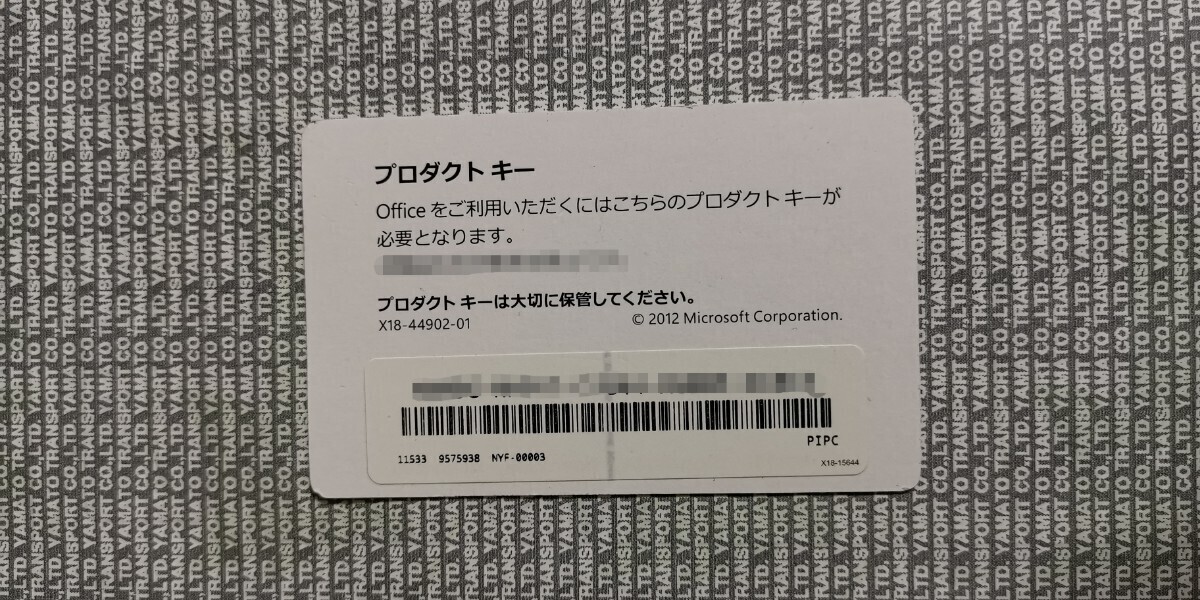 プロダクト キー
Office をご利用いただくにはこちらのプロダクト キーが
必要となります。
プロダクト キーは大切に保管してください。
X18-44902-01
© 2012 Microsoft Corporation.
PIPC
11533 9575938 NYF-00003
X18-15644
YAMATO TRANSPORT CO.,LTD.